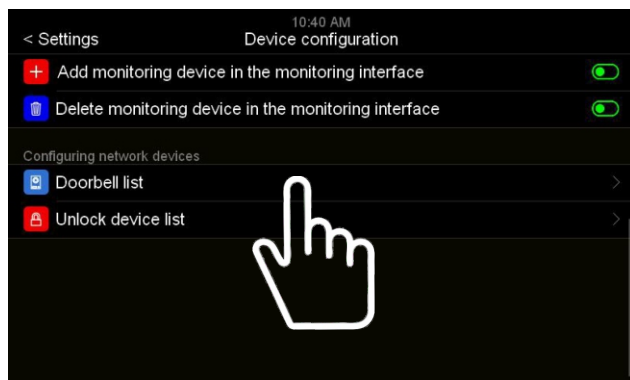 10:40 AM
< Settings
Device configuration
Add monitoring device in the monitoring interface
Delete monitoring device in the monitoring interface
Configuring network devices
Doorbell list
Unlock device list